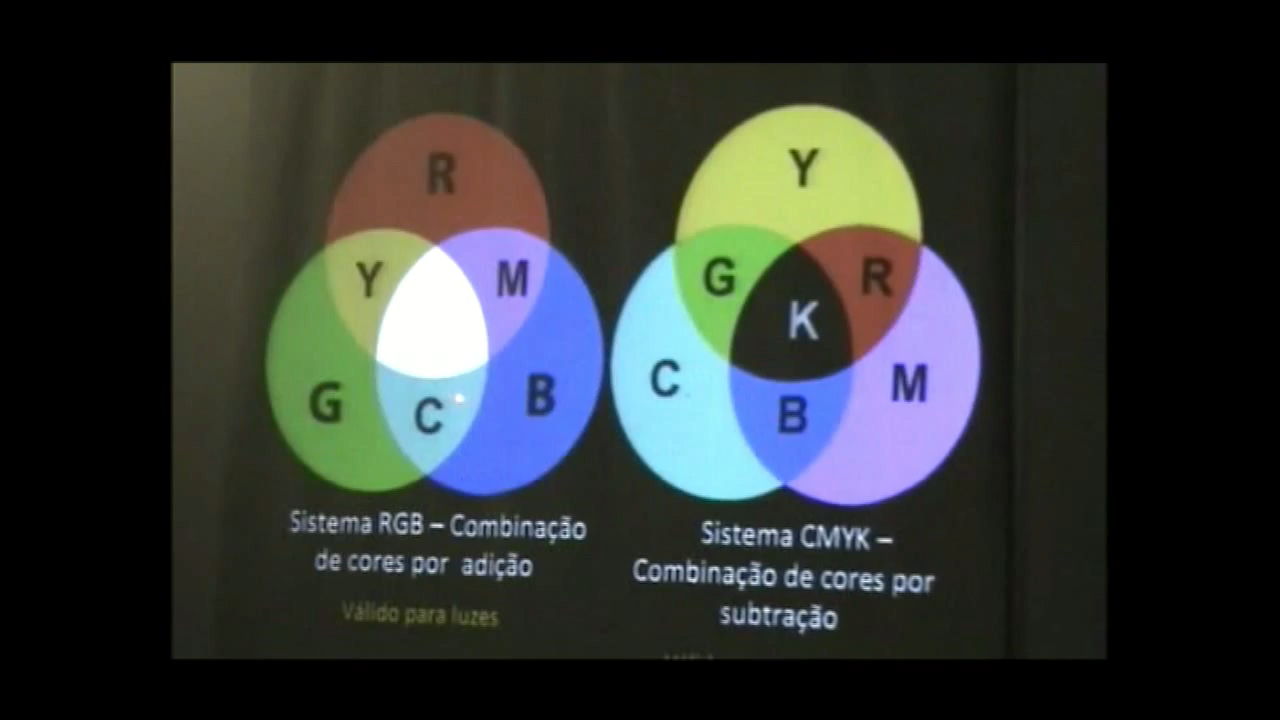 R
Y
M
G
C
B
Sistema RGB – Combinação
de cores por adição
Válido para luzes
Y
G
R
K
C
M
B
Sistema CMYK –
Combinação de cores por
subtração